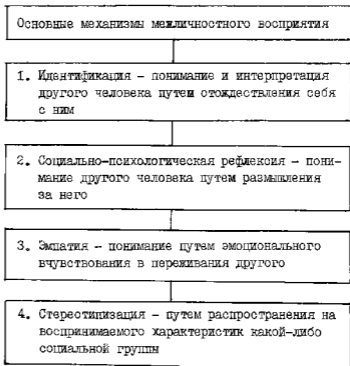 Основные механизмы межличностного восприятия
1. Идентификация – понимание и интерпретация
другого человека путем отождествления себя
с ним
2. Социально-психологическая рефлексия – пони-
мание другого человека путем размышления
за него
3. Эмпатия – понимание путем эмоционального
вчувствования в переживания другого
4. Стерестипизация – путем распространения на
воспринимаемого характеристик какой-либо
социальной группы